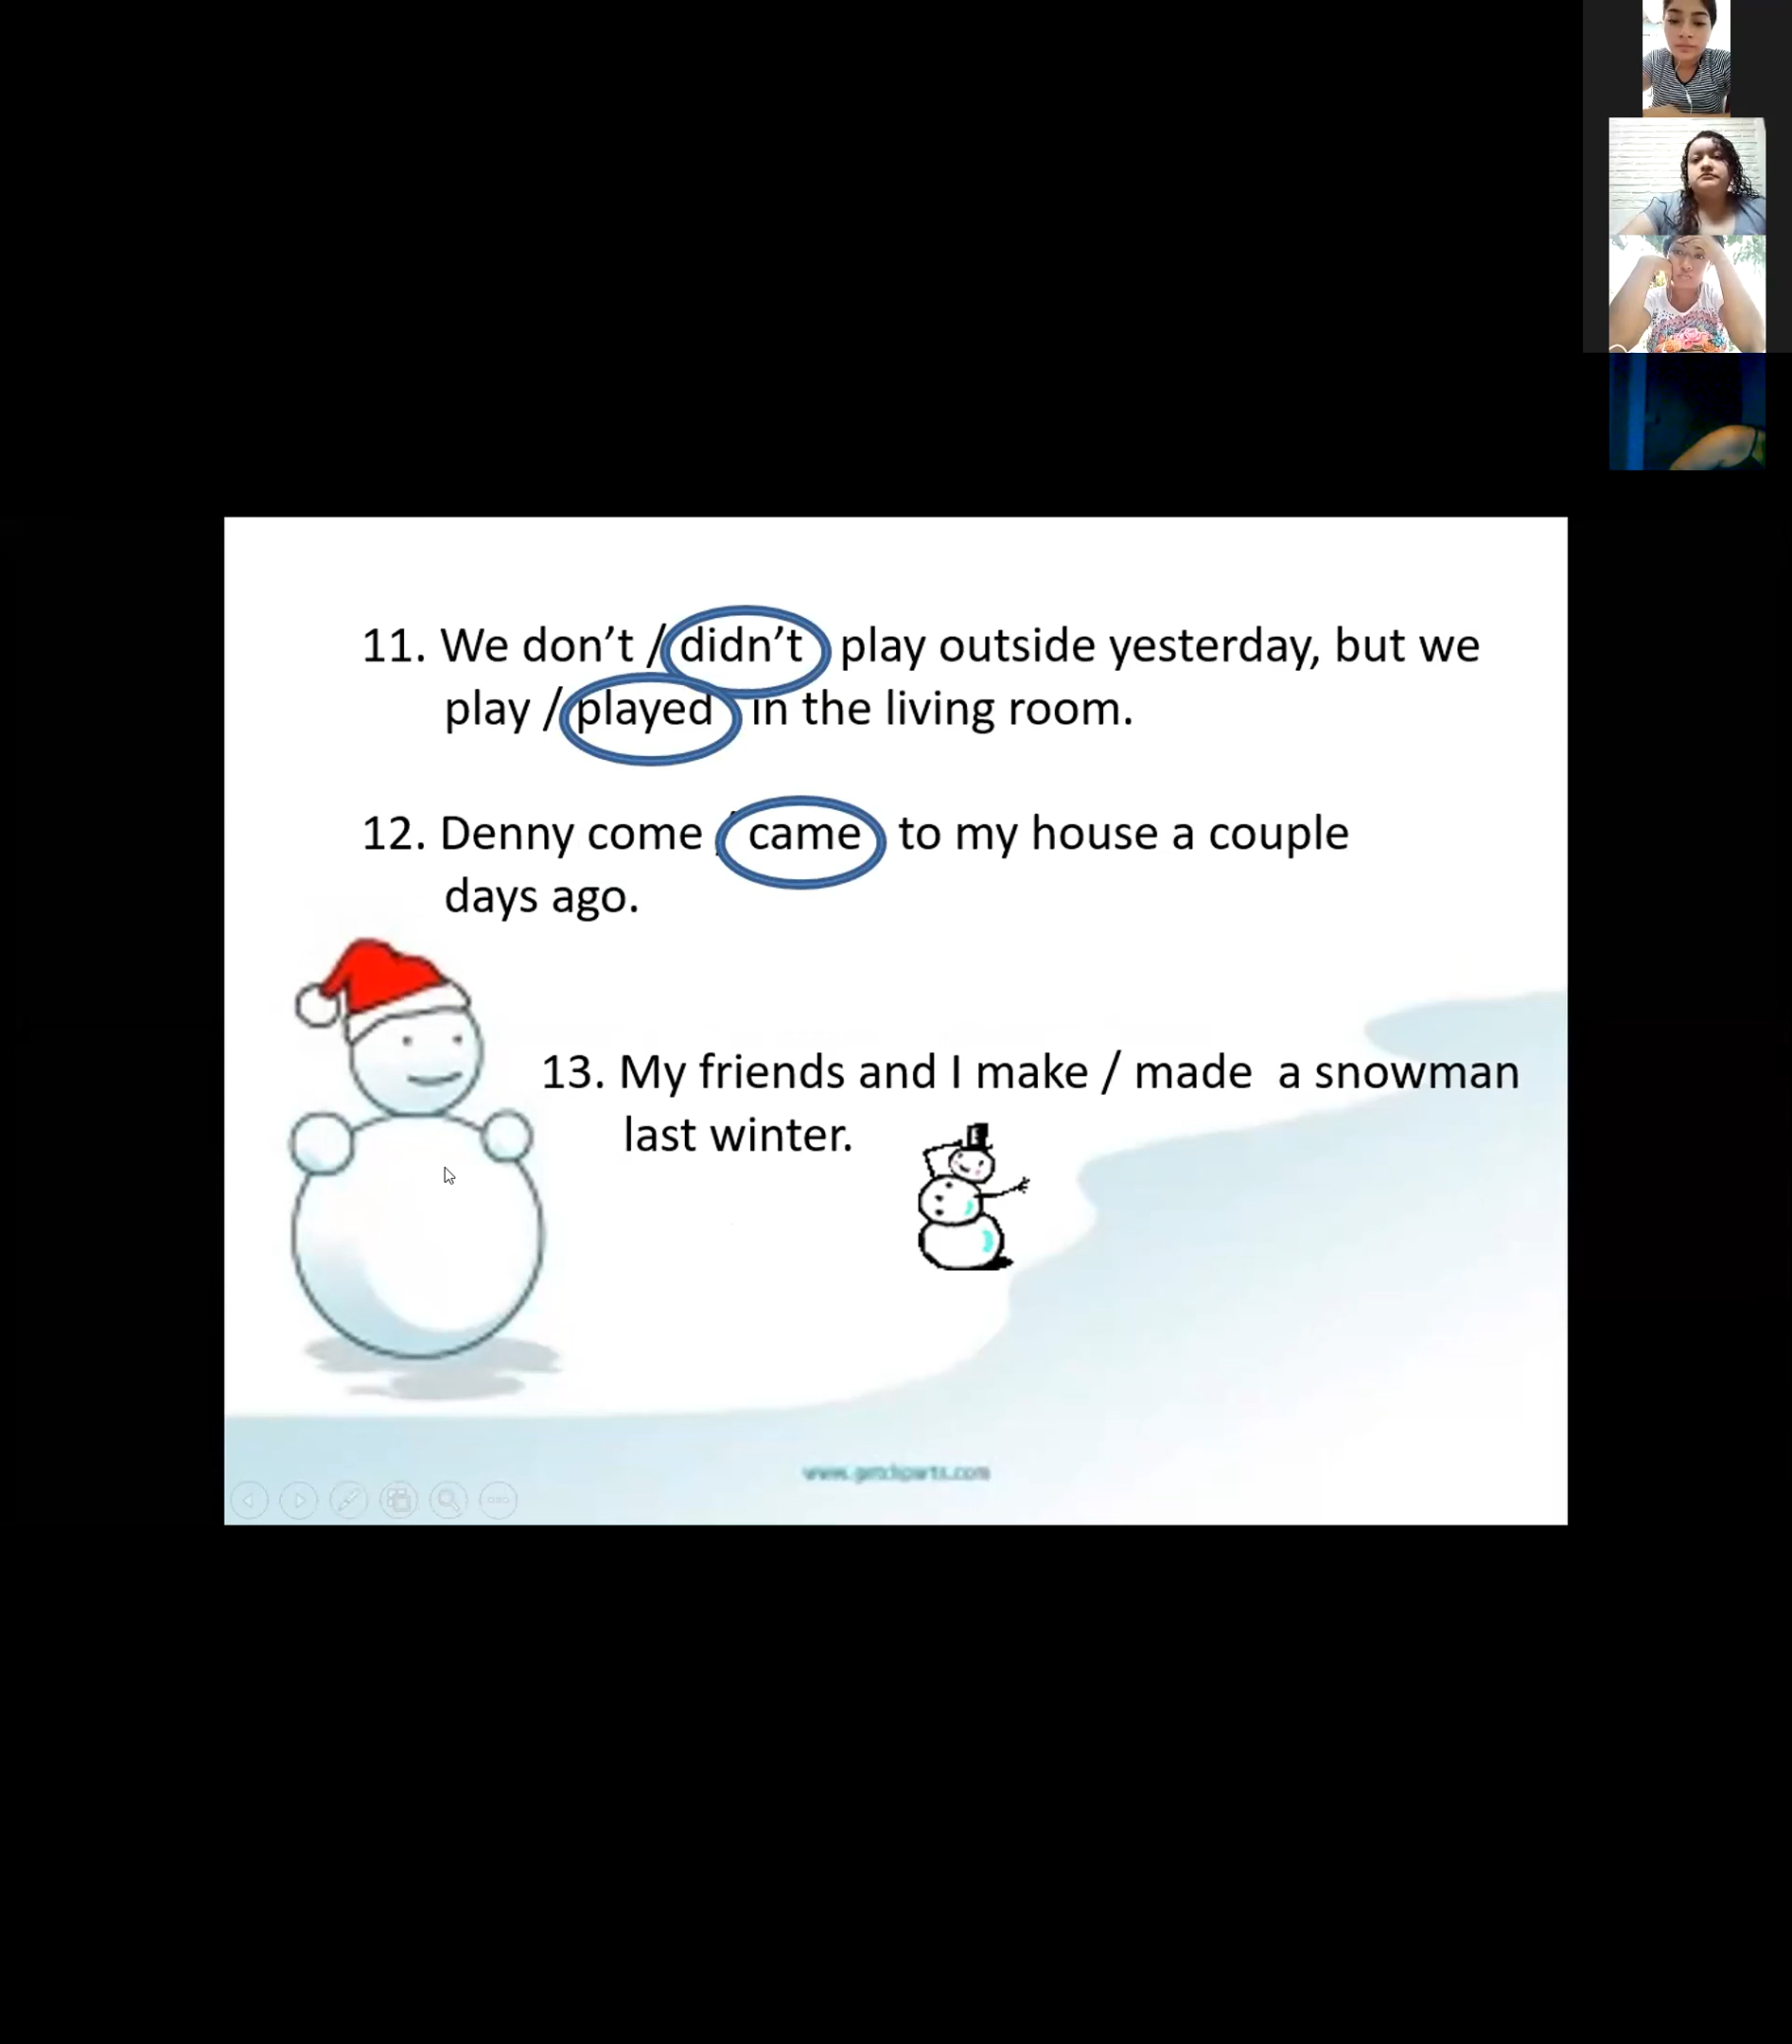 11. We don't / didn't play outside yesterday, but we
play / played in the living room.
12. Denny come / came to my house a couple
days ago.
13. My friends and I make / made a snowman
last winter.